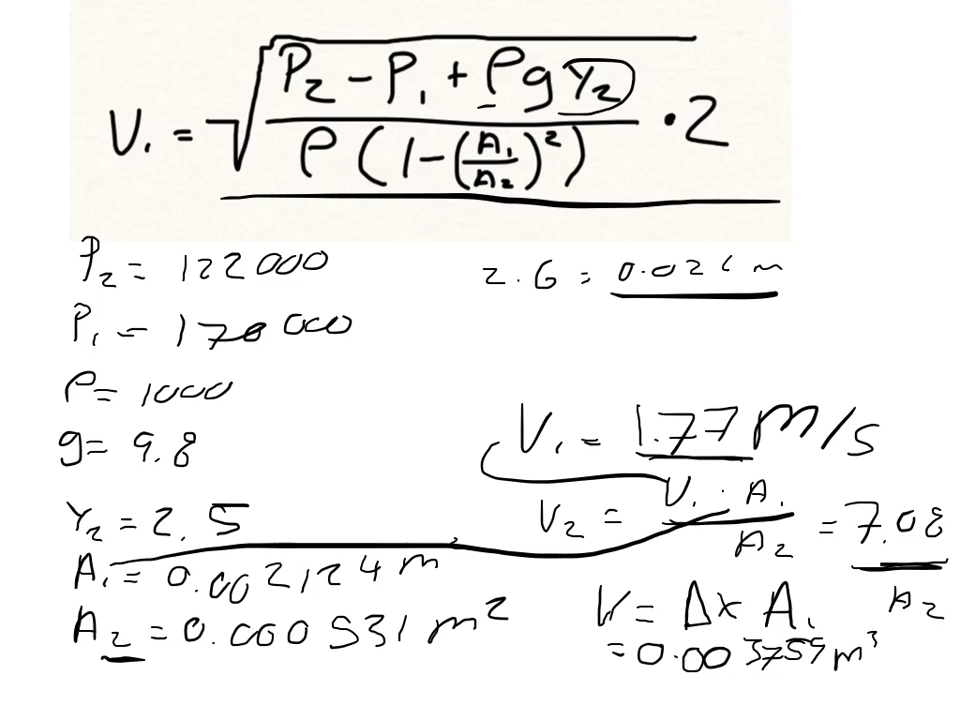 V₁ = √((P₂ - P₁ + ρgY₂) / (ρ(1 - (A₁/A₂)²)) · 2)
P₂ = 122000
2.6 = 0.026 m
P₁ = 170000
ρ = 1000
g = 9.8
V₁ = 1.77 m/s
Y₂ = 2.5
V₂ = V₁ · A₁ / A₂ = 7.08
A₁ = 0.002124 m
A₂
A₂ = 0.000531 m²
V = Δx A₁
= 0.003759 m³